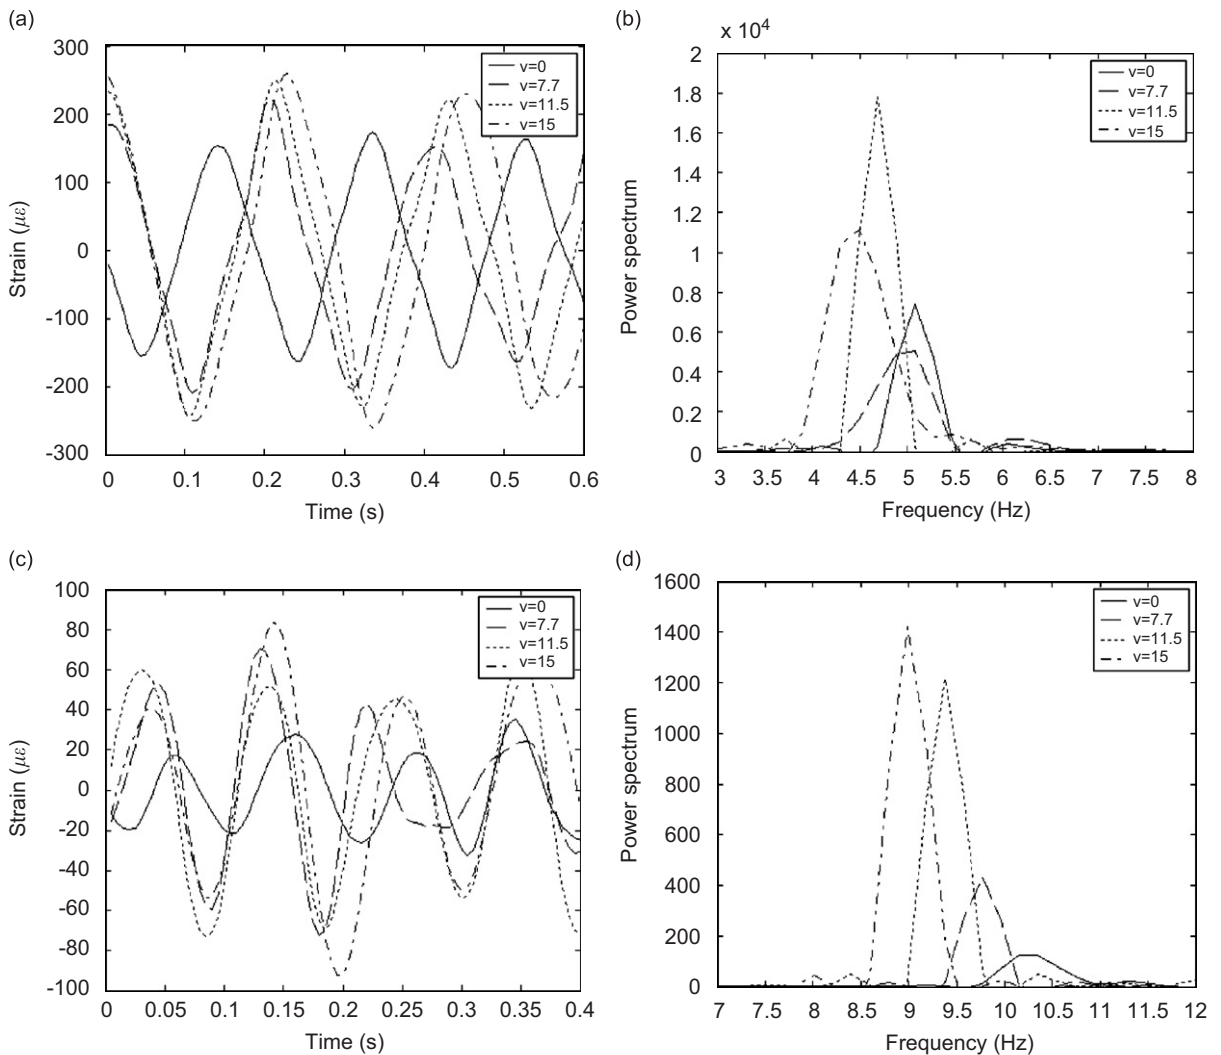 (a)
300
200
100
0
-100
-200
-300
Strain (με)
0
0.1
0.2
0.3
0.4
0.5
0.6
Time (s)
v=0
v=7.7
v=11.5
v=15
(b)
x 10⁴
2
1.8
1.6
1.4
1.2
1
0.8
0.6
0.4
0.2
0
Power spectrum
3
3.5
4
4.5
5
5.5
6
6.5
7
7.5
8
Frequency (Hz)
v=0
v=7.7
v=11.5
v=15
(c)
100
80
60
40
20
0
-20
-40
-60
-80
-100
Strain (με)
0
0.05
0.1
0.15
0.2
0.25
0.3
0.35
0.4
Time (s)
v=0
v=7.7
v=11.5
v=15
(d)
1600
1400
1200
1000
800
600
400
200
0
Power spectrum
7
7.5
8
8.5
9
9.5
10
10.5
11
11.5
12
Frequency (Hz)
v=0
v=7.7
v=11.5
v=15